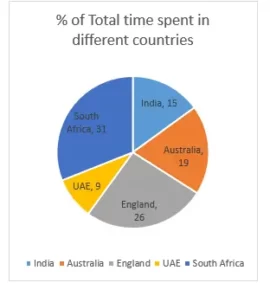 % of Total time spent in
different countries
India, 15
Australia,
19
England,
26
UAE, 9
South
Africa, 31
India Australia England UAE South Africa